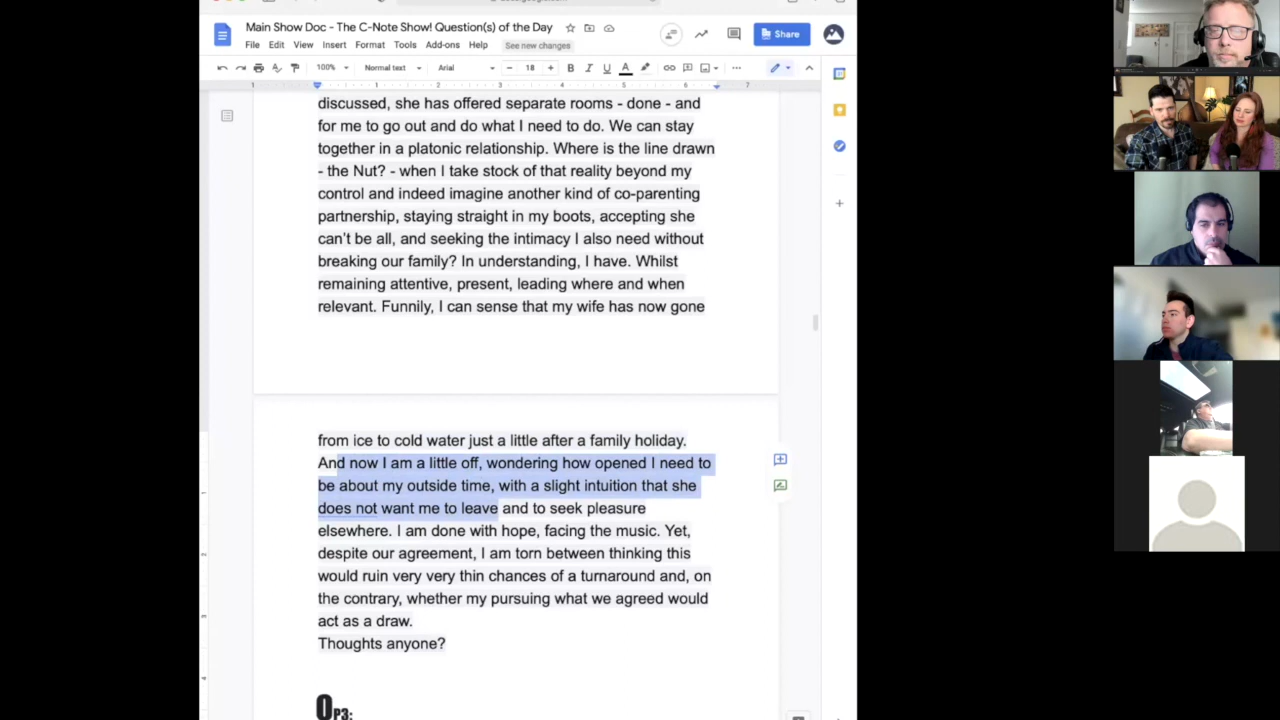 Main Show Doc - The C-Note Show! Question(s) of the Day
Share
File Edit View Insert Format Tools Add-ons Help See new changes
100% Normal text Arial - 18 + B I U A
1 1 2 3 4 5 6 7
discussed, she has offered separate rooms - done - and
for me to go out and do what I need to do. We can stay
together in a platonic relationship. Where is the line drawn
- the Nut? - when I take stock of that reality beyond my
control and indeed imagine another kind of co-parenting
partnership, staying straight in my boots, accepting she
can't be all, and seeking the intimacy I also need without
breaking our family? In understanding, I have. Whilst
remaining attentive, present, leading where and when
relevant. Funnily, I can sense that my wife has now gone
from ice to cold water just a little after a family holiday.
And now I am a little off, wondering how opened I need to
be about my outside time, with a slight intuition that she
does not want me to leave and to seek pleasure
elsewhere. I am done with hope, facing the music. Yet,
despite our agreement, I am torn between thinking this
would ruin very very thin chances of a turnaround and, on
the contrary, whether my pursuing what we agreed would
act as a draw.
Thoughts anyone?
OP3: